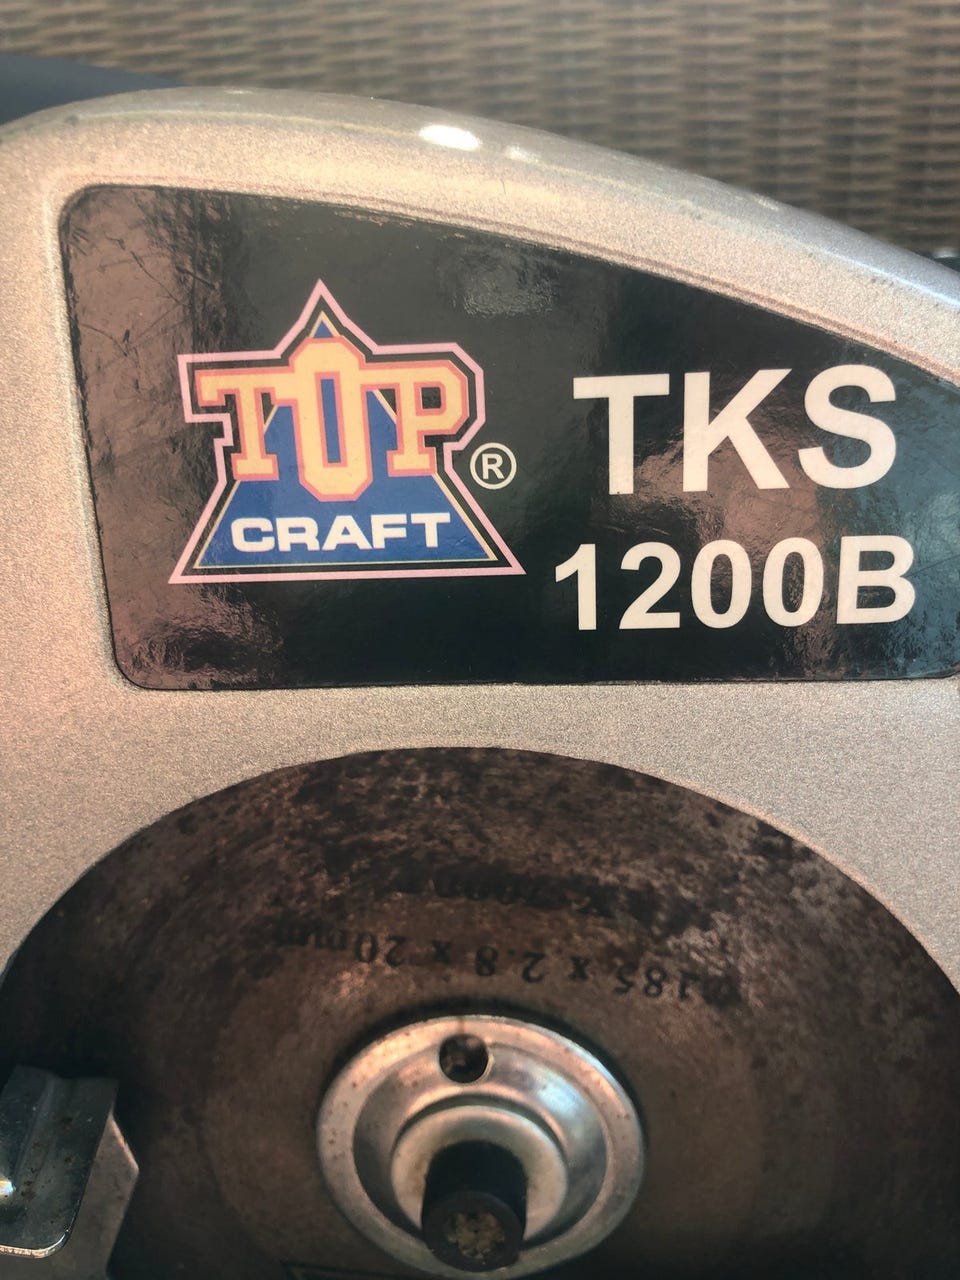 TOP
CRAFT
®
TKS
1200B
185 x 2.8 x 20mm